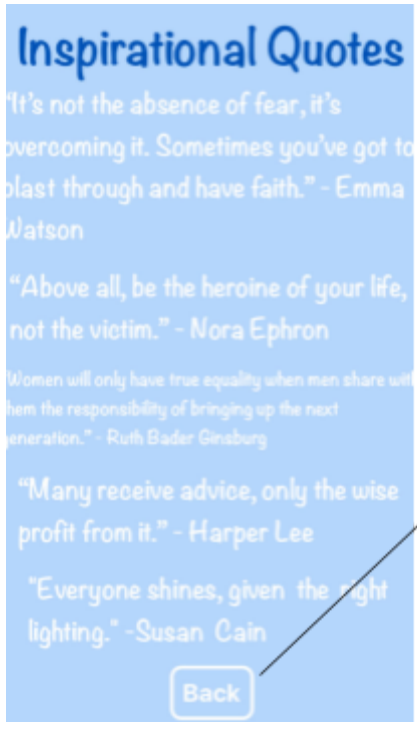 Inspirational Quotes
"It's not the absence of fear, it's
overcoming it. Sometimes you've got to
blast through and have faith." - Emma
Watson
"Above all, be the heroine of your life,
not the victim." - Nora Ephron
"Women will only have true equality when men share with
them the responsibility of bringing up the next
generation." - Ruth Bader Ginsburg
"Many receive advice, only the wise
profit from it." - Harper Lee
"Everyone shines, given the right
lighting." -Susan Cain
Back